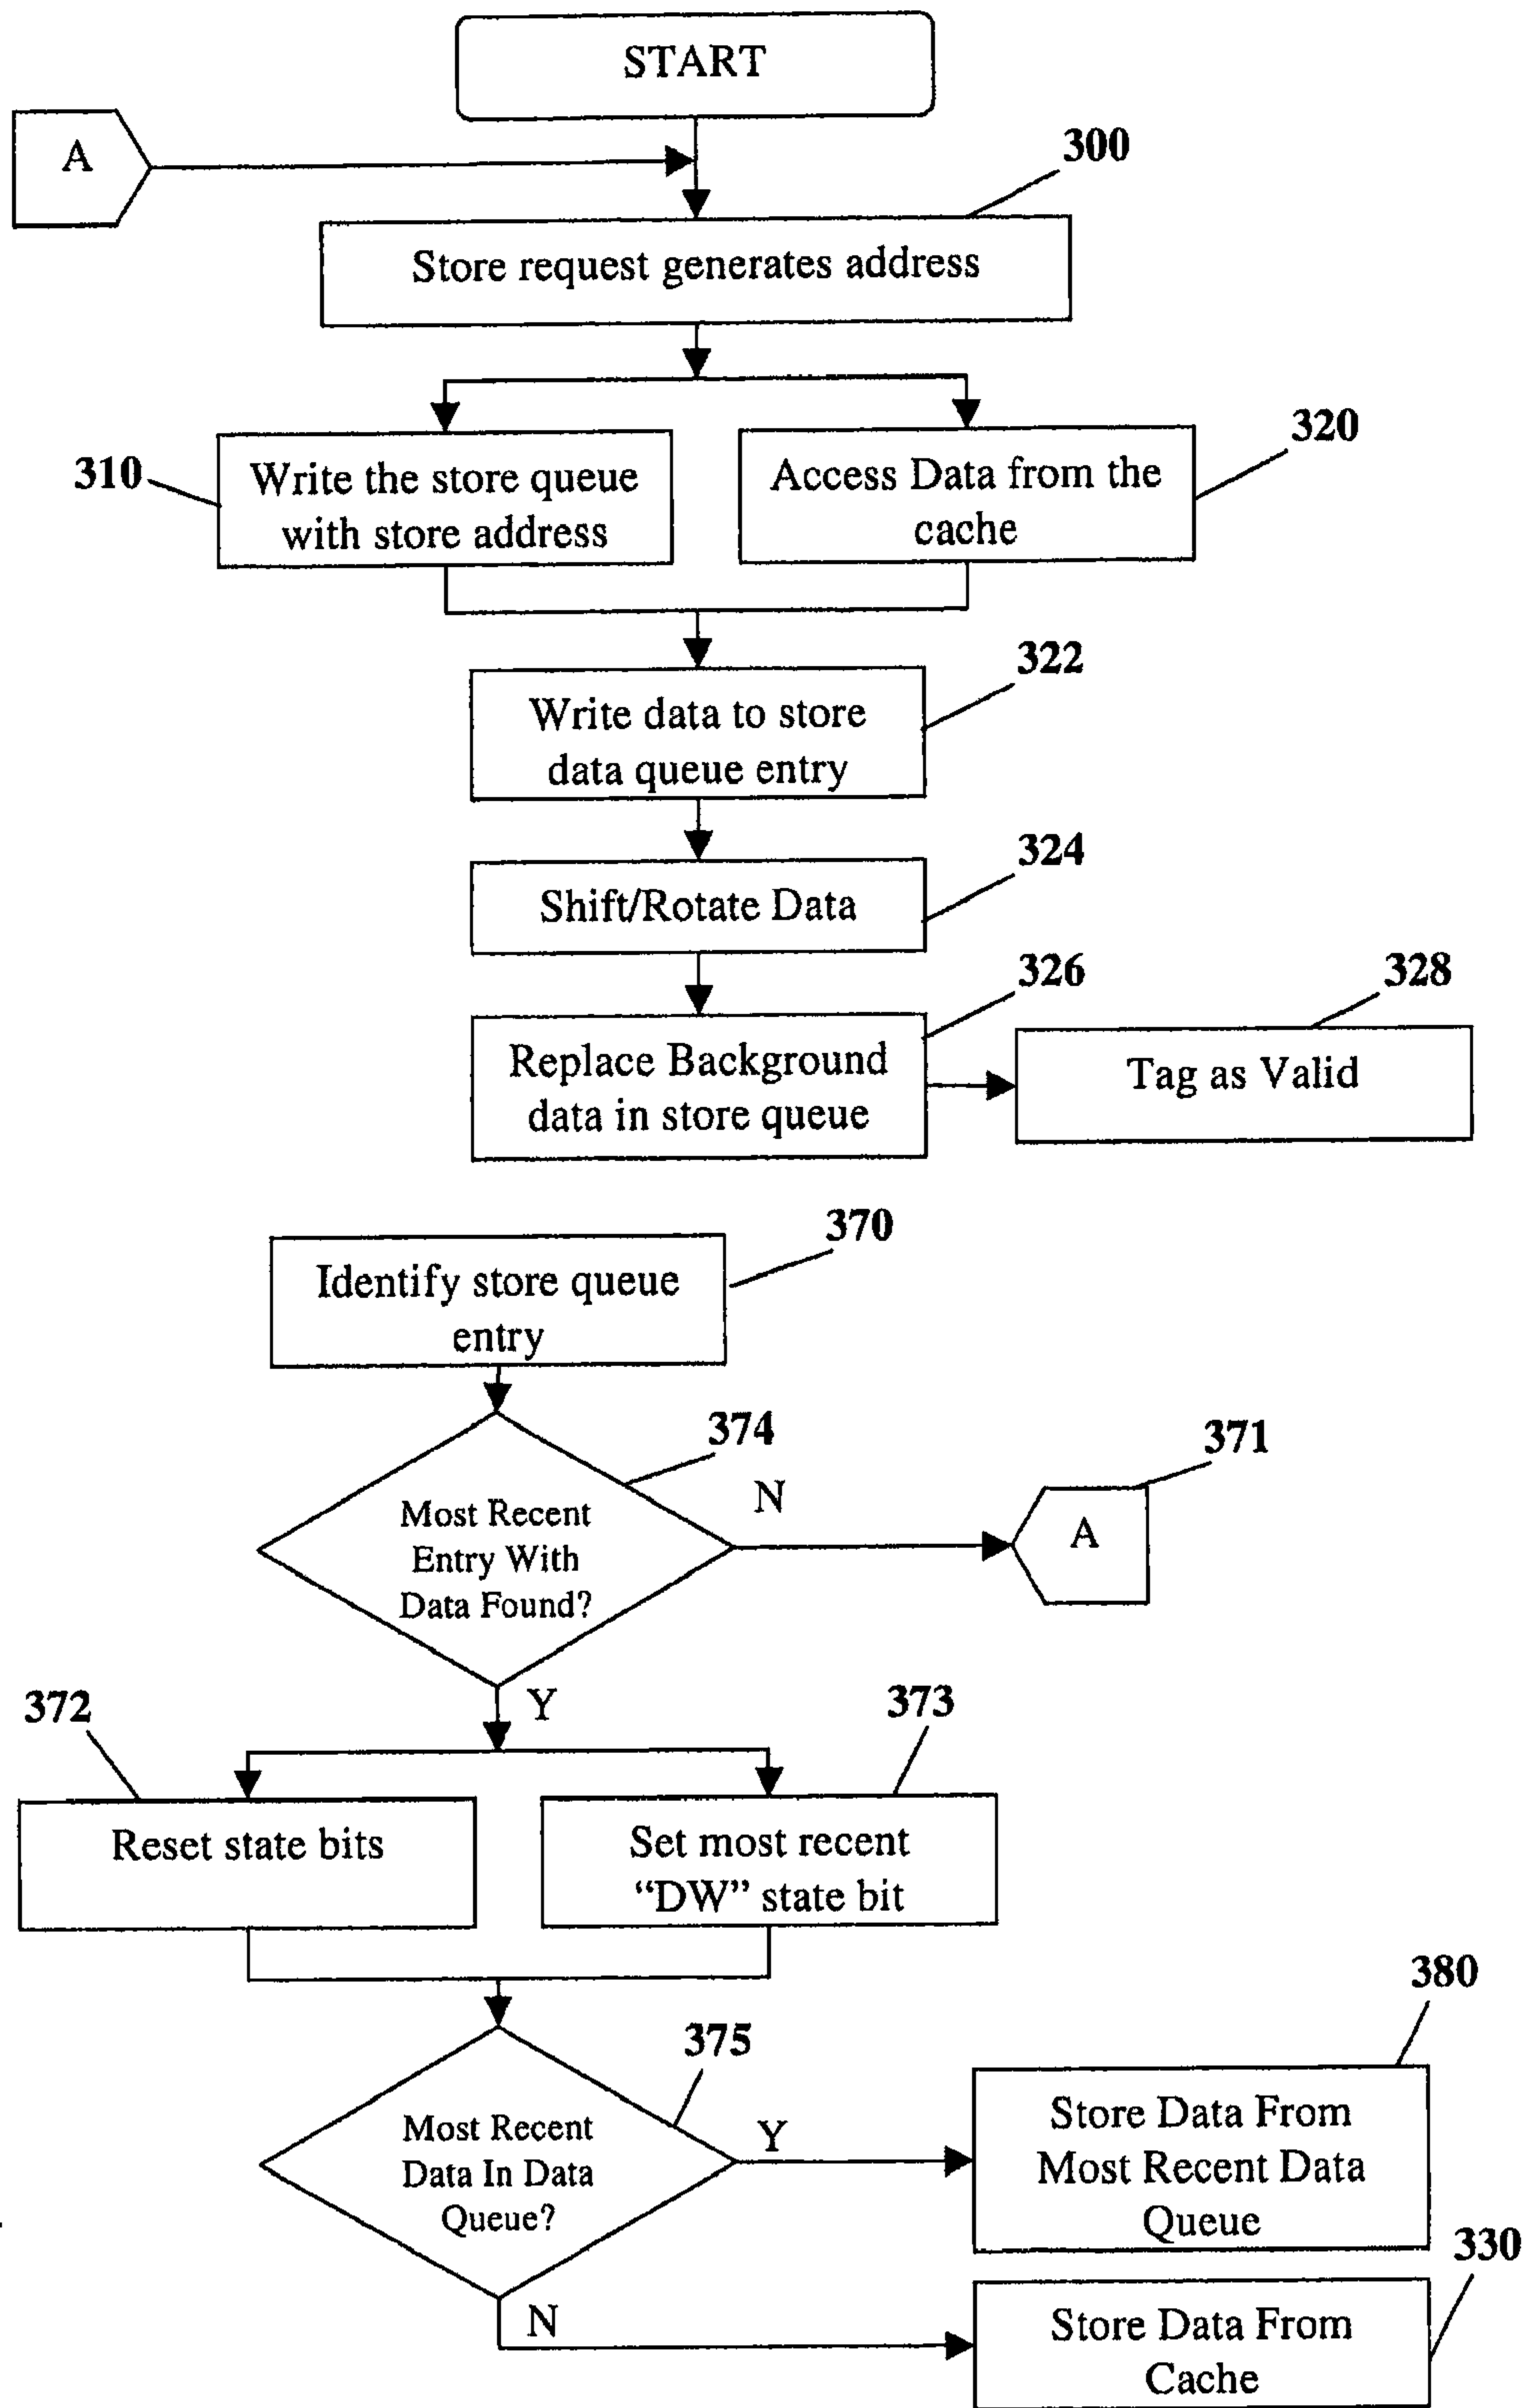 START
A
300
Store request generates address
310
Write the store queue
with store address
320
Access Data from the
cache
322
Write data to store
data queue entry
324
Shift/Rotate Data
326
Replace Background
data in store queue
328
Tag as Valid
370
Identify store queue
entry
374
Most Recent
Entry With
Data Found?
N
371
A
Y
372
Reset state bits
373
Set most recent
“DW” state bit
375
Most Recent
Data In Data
Queue?
Y
380
Store Data From
Most Recent Data
Queue
N
330
Store Data From
Cache